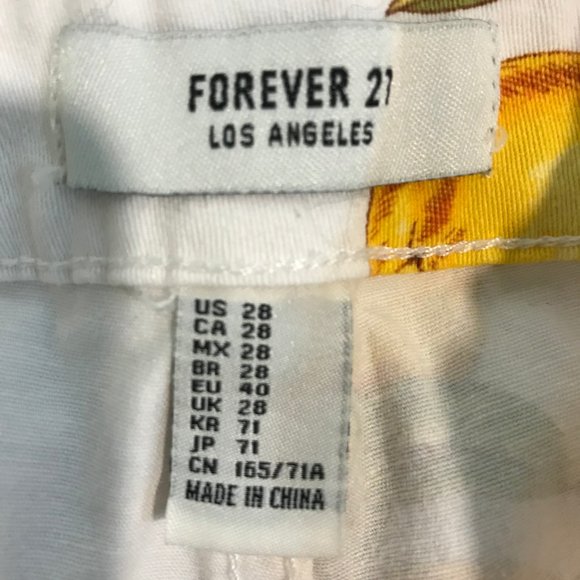 FOREVER 21
LOS ANGELES
US 28
CA 28
MX 28
BR 28
EU 40
UK 28
KR 71
JP 71
CN 165/71A
MADE IN CHINA